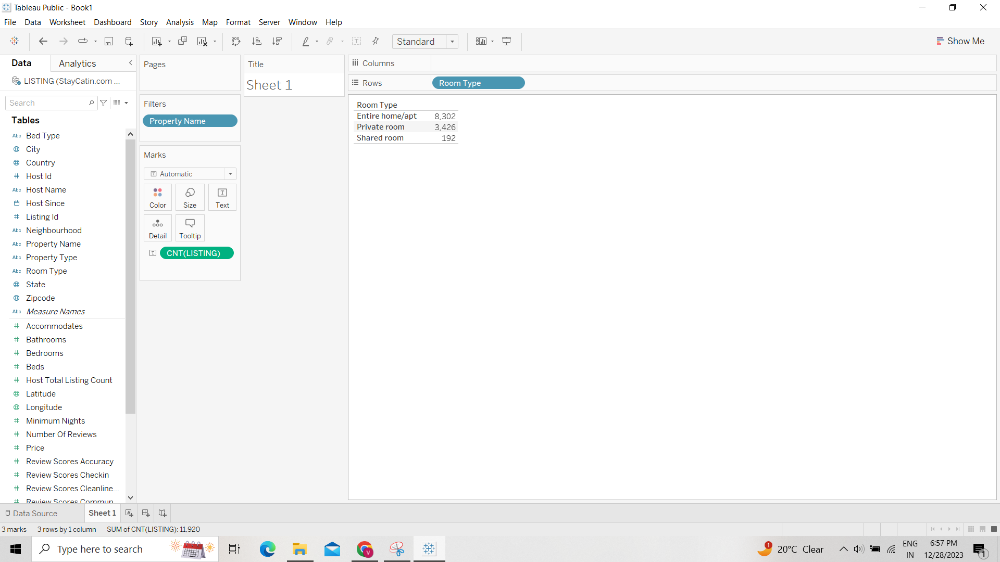 Tableau Public - Book1
File Data Worksheet Dashboard Story Analysis Map Format Server Window Help
Standard
Show Me
Data Analytics
LISTING (StayCatin.com ...
Search
Tables
Abc Bed Type
City
Country
# Host Id
Abc Host Name
Host Since
# Listing Id
Abc Neighbourhood
Abc Property Name
Abc Property Type
Abc Room Type
State
Zipcode
Abc Measure Names
# Accommodates
# Bathrooms
# Bedrooms
# Beds
# Host Total Listing Count
Latitude
Longitude
# Minimum Nights
# Number Of Reviews
# Price
# Review Scores Accuracy
# Review Scores Checkin
# Review Scores Cleanline...
# Review Scores Commun
Pages
Filters
Property Name
Marks
T Automatic
Color Size T Text
Detail Tooltip
T CNT(LISTING)
Title
Sheet 1
Columns
Rows Room Type
Room Type
Entire home/apt 8,302
Private room 3,426
Shared room 192
Data Source Sheet 1
3 marks 3 rows by 1 column SUM of CNT(LISTING): 11,920
Type here to search
V
1
20°C Clear
ENG
IN
6:57 PM
12/28/2023
1